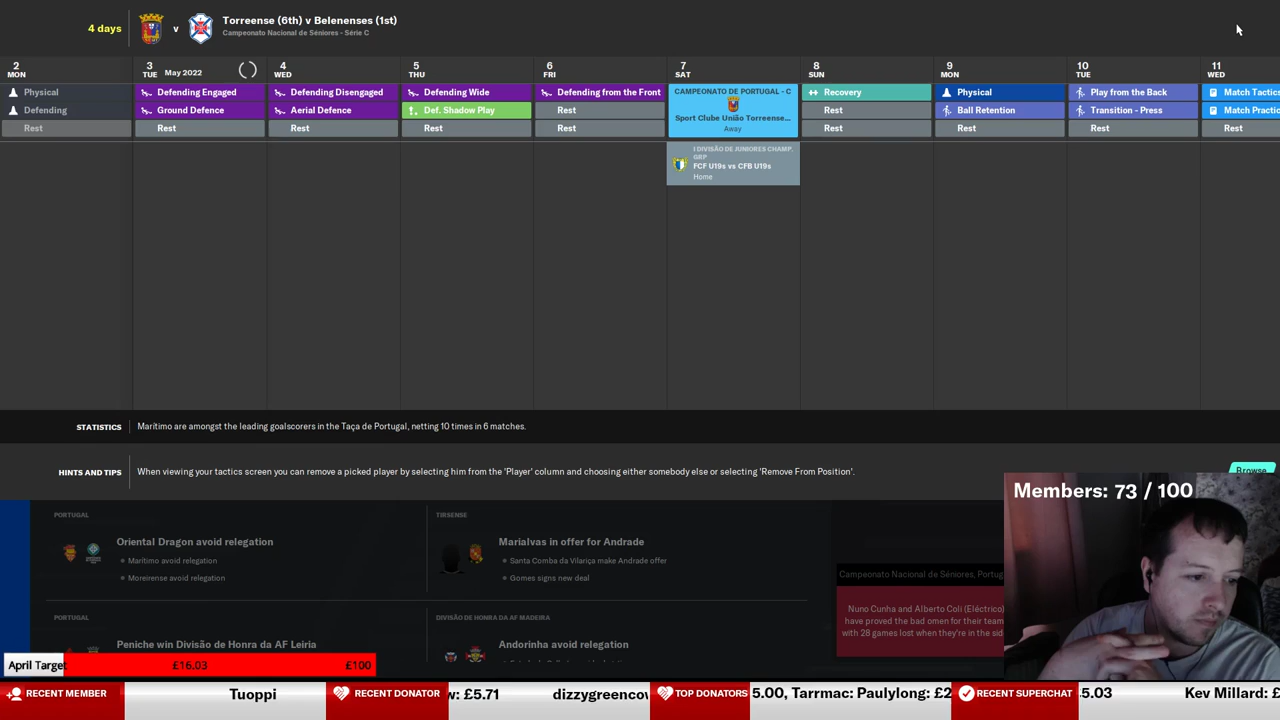 4 days
v
Torreense (6th) v Belenenses (1st)
Campeonato Nacional de Séniores - Série C
2 MON
3 TUE May 2022
4 WED
5 THU
6 FRI
7 SAT
8 SUN
9 MON
10 TUE
11 WED
Physical
Defending Engaged
Defending Disengaged
Defending Wide
Defending from the Front
CAMPEONATO DE PORTUGAL - C
Recovery
Physical
Play from the Back
Match Tactics
Defending
Ground Defence
Aerial Defence
Def. Shadow Play
Rest
Sport Clube União Torreense...
Rest
Ball Retention
Transition - Press
Match Practic
Rest
Rest
Rest
Rest
Rest
Away
Rest
Rest
Rest
Rest
I DIVISÃO DE JUNIORES CHAMP. GRP
FCF U19s vs CFB U19s
Home
STATISTICS
Marítimo are amongst the leading goalscorers in the Taça de Portugal, netting 10 times in 6 matches.
HINTS AND TIPS
When viewing your tactics screen you can remove a picked player by selecting him from the 'Player' column and choosing either somebody else or selecting 'Remove From Position'.
Browse
Members: 73 / 100
PORTUGAL
Oriental Dragon avoid relegation
Marítimo avoid relegation
Moreirense avoid relegation
TIRSENSE
Marialvas in offer for Andrade
Santa Comba da Vilariça make Andrade offer
Gomes signs new deal
Campeonato Nacional de Séniores, Portug
Nuno Cunha and Alberto Coli (Eléctrico)
have proved the bad omen for their team
with 28 games lost when they're in the sid
PORTUGAL
Peniche win Divisão de Honra da AF Leiria
DIVISÃO DE HONRA DA AF MADEIRA
Andorinha avoid relegation
April Target
£16.03
£100
RECENT MEMBER
Tuoppi
RECENT DONATOR
w: £5.71
dizzygreencow
TOP DONATORS
5.00, Tarrmac: Paulylong: £2
RECENT SUPERCHAT
5.03
Kev Millard: £